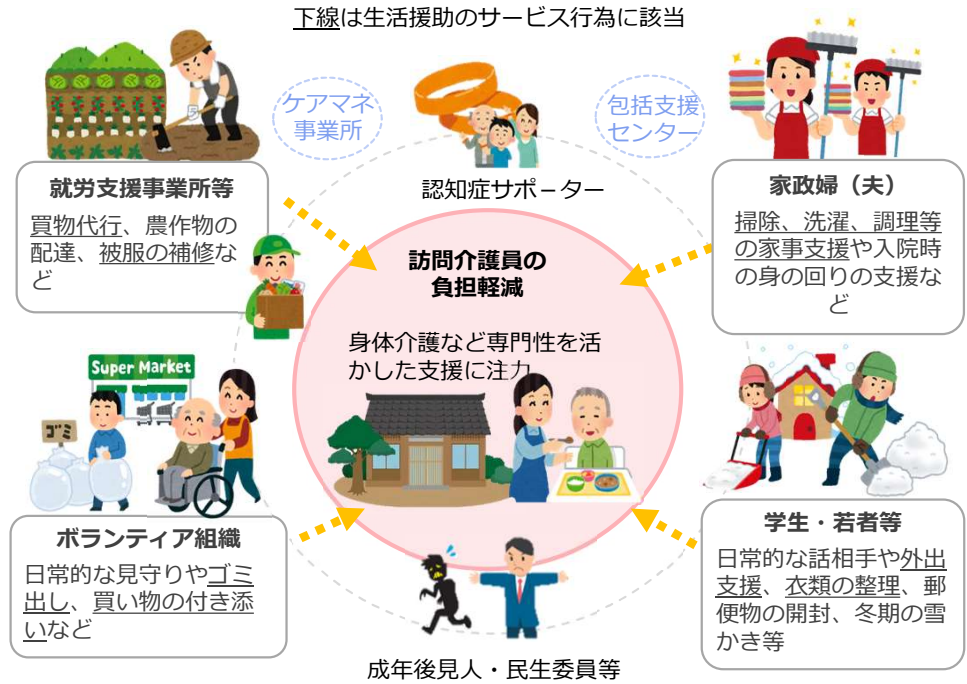 下線は生活援助のサービス行為に該当
ケアマネ
事業所
包括支援
センター
認知症サポーター
就労支援事業所等
買物代行、農作物の
配達、被服の補修な
ど
家政婦（夫）
掃除、洗濯、調理等
の家事支援や入院時
の身の回りの支援な
ど
訪問介護員の
負担軽減
身体介護など専門性を活
かした支援に注力
Super Market
ゴミ
ボランティア組織
日常的な見守りやゴミ
出し、買い物の付き添
いなど
学生・若者等
日常的な話相手や外出
支援、衣類の整理、郵
便物の開封、冬期の雪
かき等
成年後見人・民生委員等